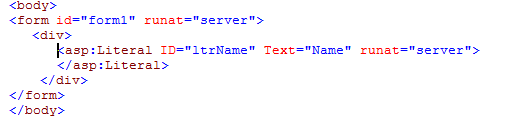 <body>
<form id="form1" runat="server">
<div>
<asp:Literal ID="ltrName" Text="Name" runat="server">
</asp:Literal>
</div>
</form>
</body>